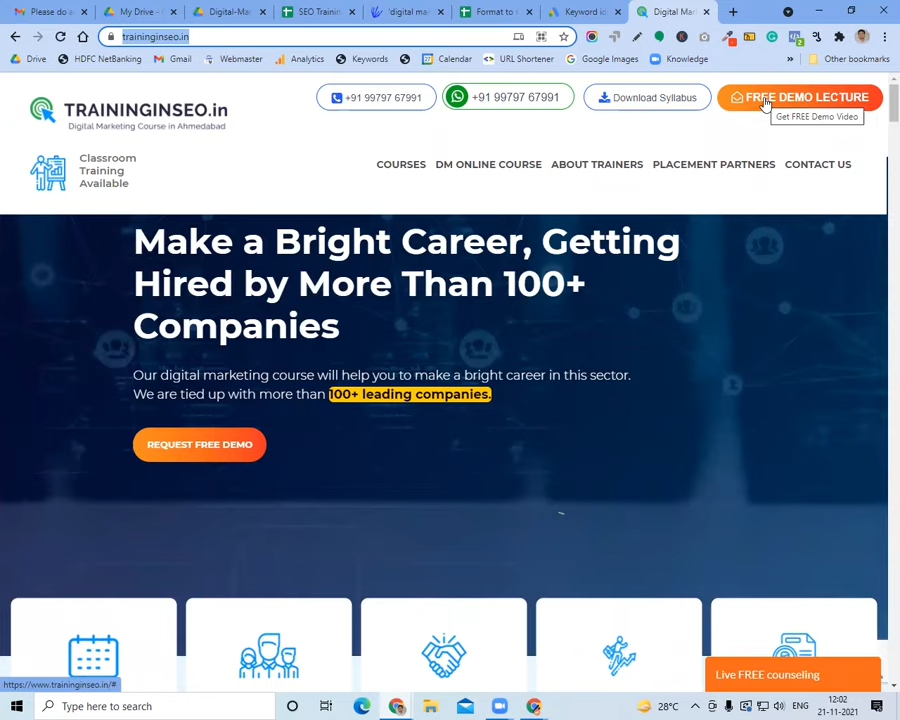 Please do a
My Drive -
Digital-Mar
SEO Training
'digital mar
Format to
Keyword id
Digital Mar
traininginseo.in
Drive
HDFC NetBanking
Gmail
Webmaster
Analytics
Keywords
Calendar
URL Shortener
Google Images
Knowledge
»
Other bookmarks
TRAININGINSEO.in
Digital Marketing Course in Ahmedabad
+91 99797 67991
+91 99797 67991
Download Syllabus
FREE DEMO LECTURE
Get FREE Demo Video
Classroom
Training
Available
COURSES
DM ONLINE COURSE
ABOUT TRAINERS
PLACEMENT PARTNERS
CONTACT US
Make a Bright Career, Getting
Hired by More Than 100+
Companies
Our digital marketing course will help you to make a bright career in this sector.
We are tied up with more than 100+ leading companies.
REQUEST FREE DEMO
Live FREE counseling
https://www.traininginseo.in/#
Type here to search
28°C
ENG
12:02
21-11-2021